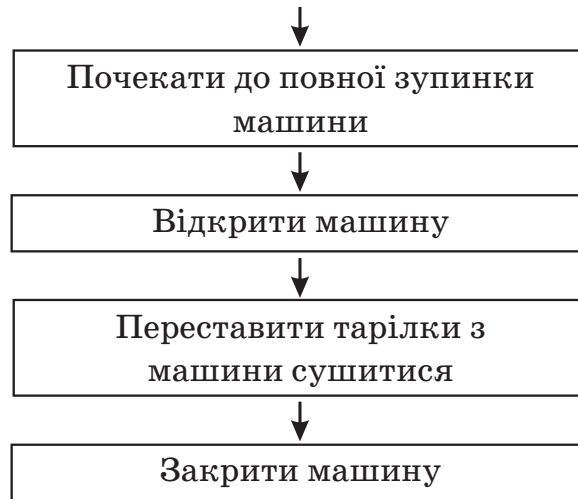 Почекати до повної зупинки
машини
Відкрити машину
Переставити тарілки з
машини сушитися
Закрити машину